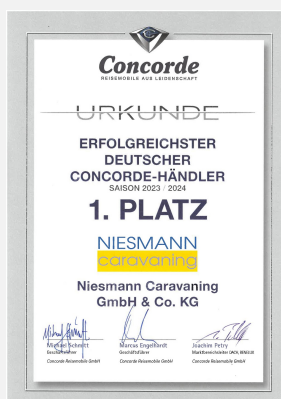 Concorde
REISEMOBILE AUS LEIDENSCHAFT
URKUNDE
ERFOLGREICHSTER
DEUTSCHER
CONCORDE-HÄNDLER
SAISON 2023 / 2024
1. PLATZ
NIESMANN
caravaning
Niesmann Caravaning
GmbH & Co. KG
Michael Schmitt Marcus Engelhardt Joachim Petry
Geschäftsführer Geschäftsführer Marktbereichsleiter
Concorde Reisemobile GmbH Concorde Reisemobile GmbH Concorde Reisemobile GmbH